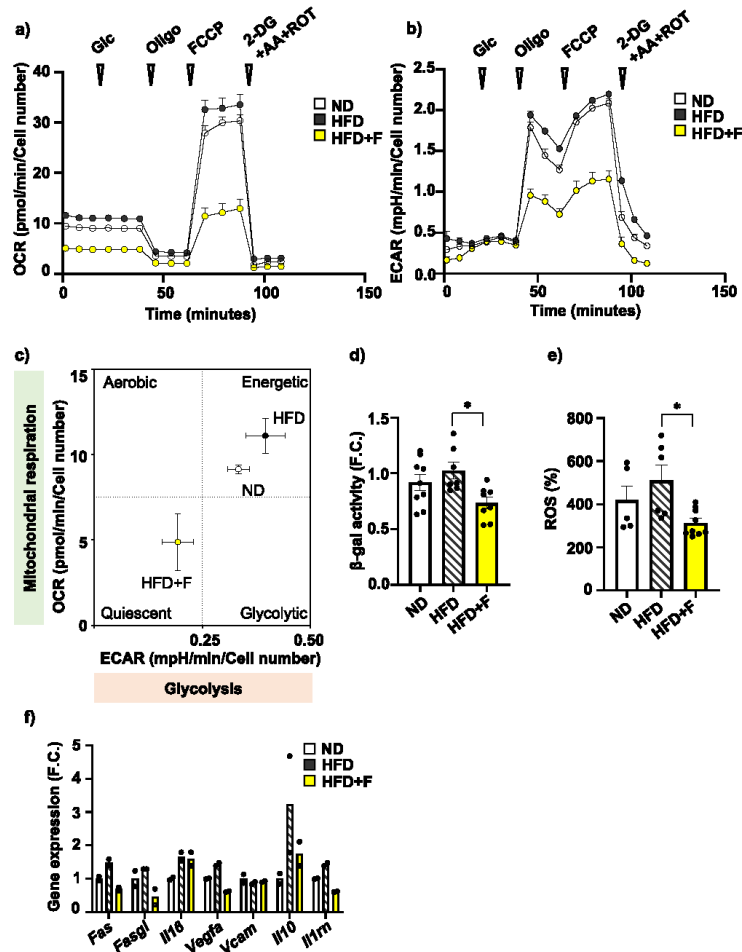 a)
Glc
Oligo
FCCP
2-DG
+AA+ROT
OCR (pmol/min/Cell number)
40
30
20
10
0
0
50
100
150
Time (minutes)
ND
HFD
HFD+F
b)
Glc
Oligo
FCCP
2-DG
+AA+ROT
ECAR (mpH/min/Cell number)
2.5
2.0
1.5
1.0
0.5
0.0
0
50
100
150
Time (minutes)
ND
HFD
HFD+F
c)
Mitochondrial respiration
OCR (pmol/min/Cell number)
15
10
5
0
Aerobic
Energetic
HFD
ND
HFD+F
Quiescent
Glycolytic
0.25
0.50
ECAR (mpH/min/Cell number)
Glycolysis
d)
β-gal activity (F.C.)
1.5
1.0
0.5
0.0
*
ND
HFD
HFD+F
e)
ROS (%)
800
600
400
200
0
*
ND
HFD
HFD+F
f)
Gene expression (F.C.)
5
4
3
2
1
0
ND
HFD
HFD+F
Fas
Fasgl
Il18
Vegfa
Vcam
Il10
Il1rn